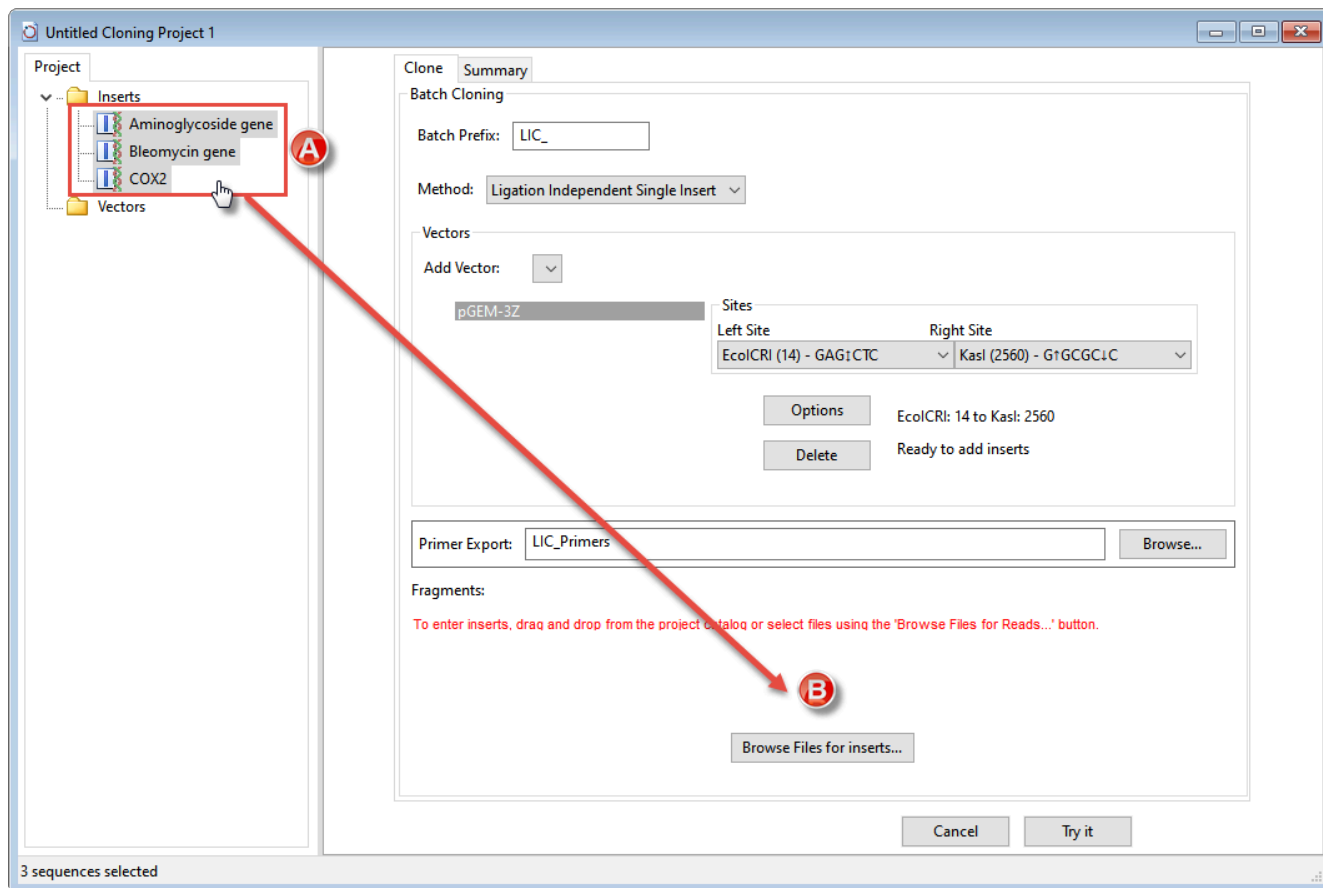 Untitled Cloning Project 1
Project
Inserts
Aminoglycoside gene
Bleomycin gene
COX2
Vectors
A
Clone Summary
Batch Cloning
Batch Prefix: LIC_
Method: Ligation Independent Single Insert
Vectors
Add Vector:
pGEM-3Z
Sites
Left Site Right Site
EcoICRI (14) - GAG↕CTC KasI (2560) - G↑GCGC↓C
Options EcoICRI: 14 to KasI: 2560
Delete Ready to add inserts
Primer Export: LIC_Primers Browse...
Fragments:
To enter inserts, drag and drop from the project catalog or select files using the 'Browse Files for Reads...' button.
B
Browse Files for inserts...
Cancel Try it
3 sequences selected